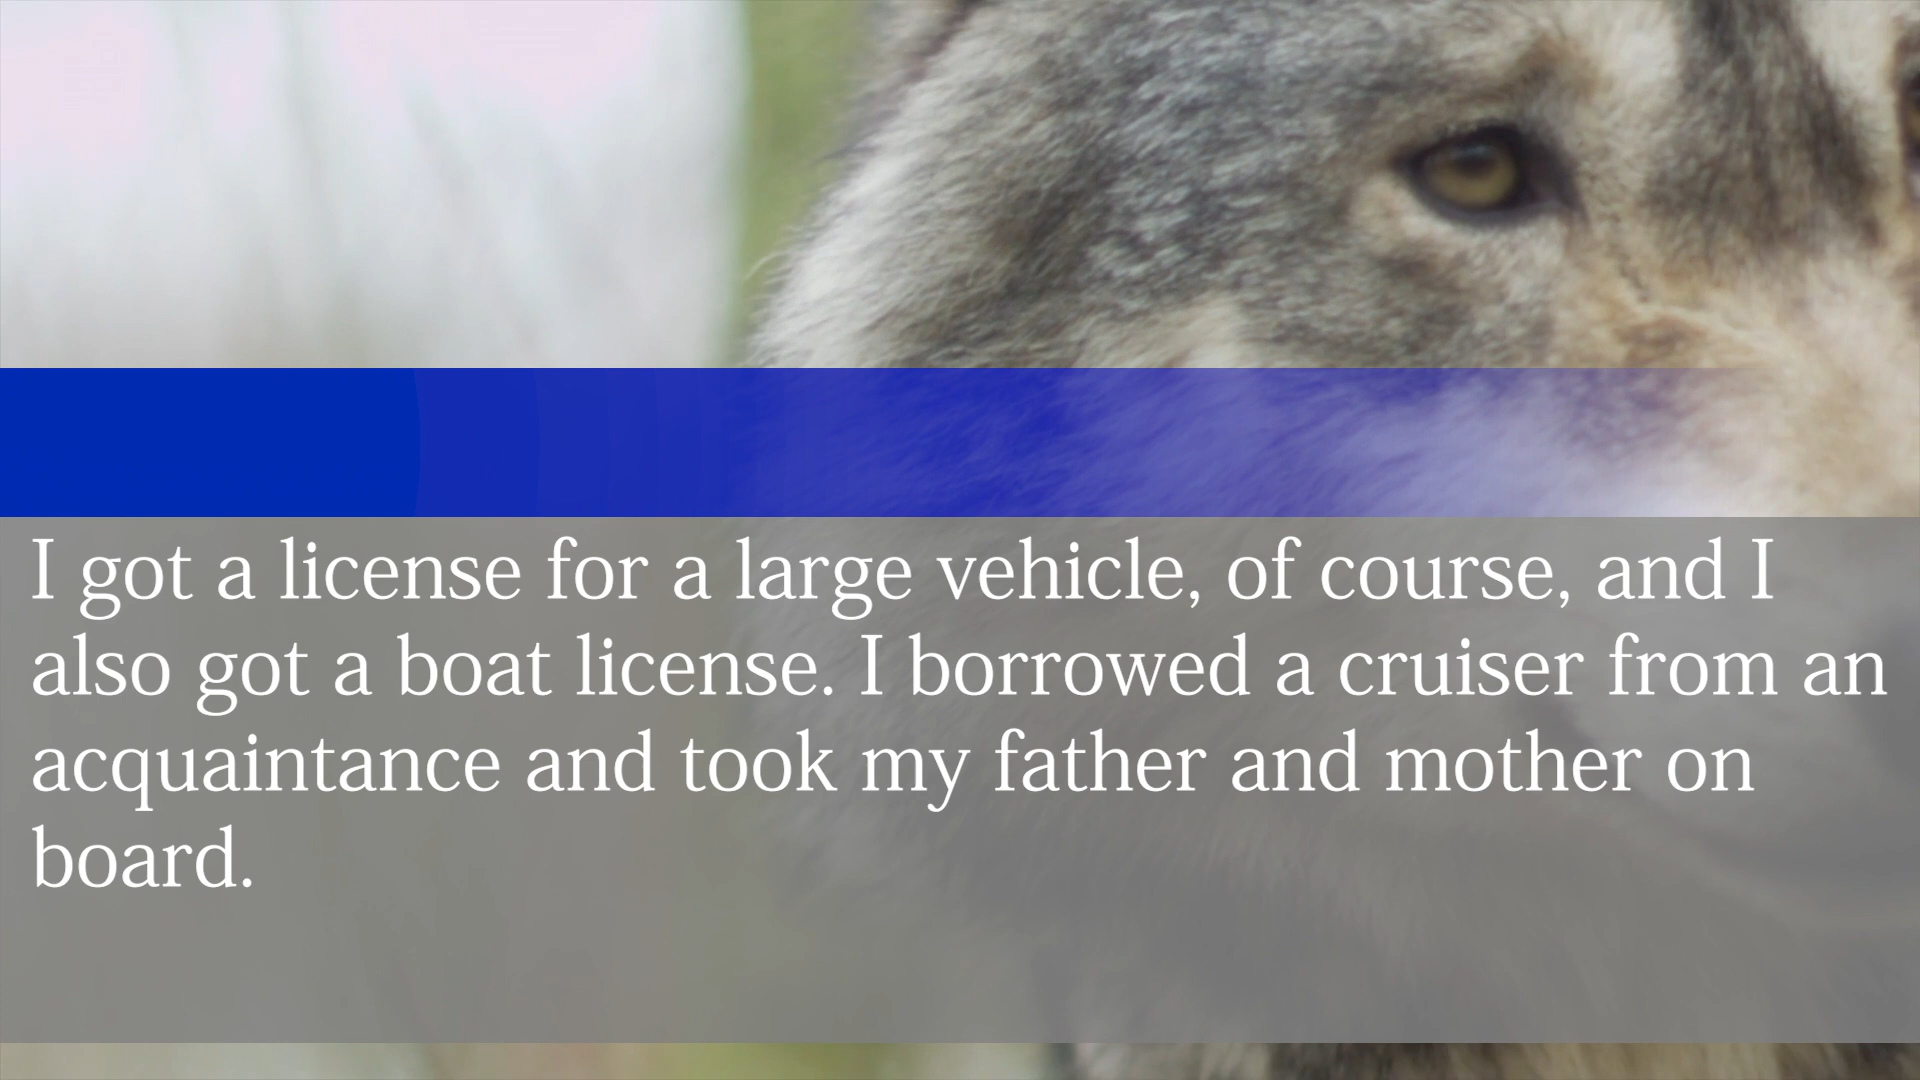 I got a license for a large vehicle, of course, and I
also got a boat license. I borrowed a cruiser from an
acquaintance and took my father and mother on
board.